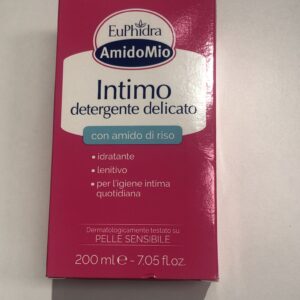 EuPhidra
AmidoMio
Intimo
detergente delicato
con amido di riso
• idratante
• lenitivo
• per l'igiene intima
quotidiana
Dermatologicamente testato su
PELLE SENSIBILE
200 ml ℮ - 7.05 fl.oz.